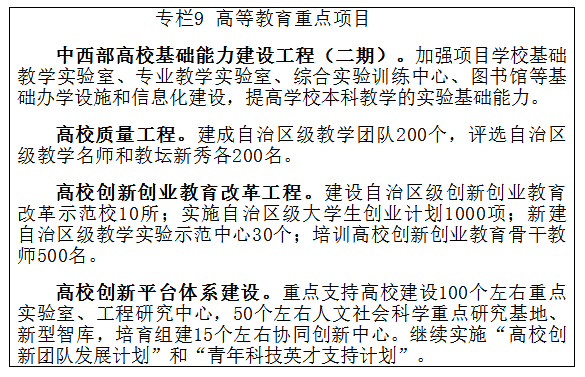 专栏9 高等教育重点项目
中西部高校基础能力建设工程（二期）。加强项目学校基础
教学实验室、专业教学实验室、综合实验训练中心、图书馆等基
础办学设施和信息化建设，提高学校本科教学的实验基础能力。
高校质量工程。建成自治区级教学团队200个，评选自治区
级教学名师和教坛新秀各200名。
高校创新创业教育改革工程。建设自治区级创新创业教育
改革示范校10所；实施自治区级大学生创业计划1000项；新建
自治区级教学实验示范中心30个；培训高校创新创业教育骨干教
师500名。
高校创新平台体系建设。重点支持高校建设100个左右重点
实验室、工程研究中心，50个左右人文社会科学重点研究基地、
新型智库，培育组建15个左右协同创新中心。继续实施“高校创
新团队发展计划”和“青年科技英才支持计划”。